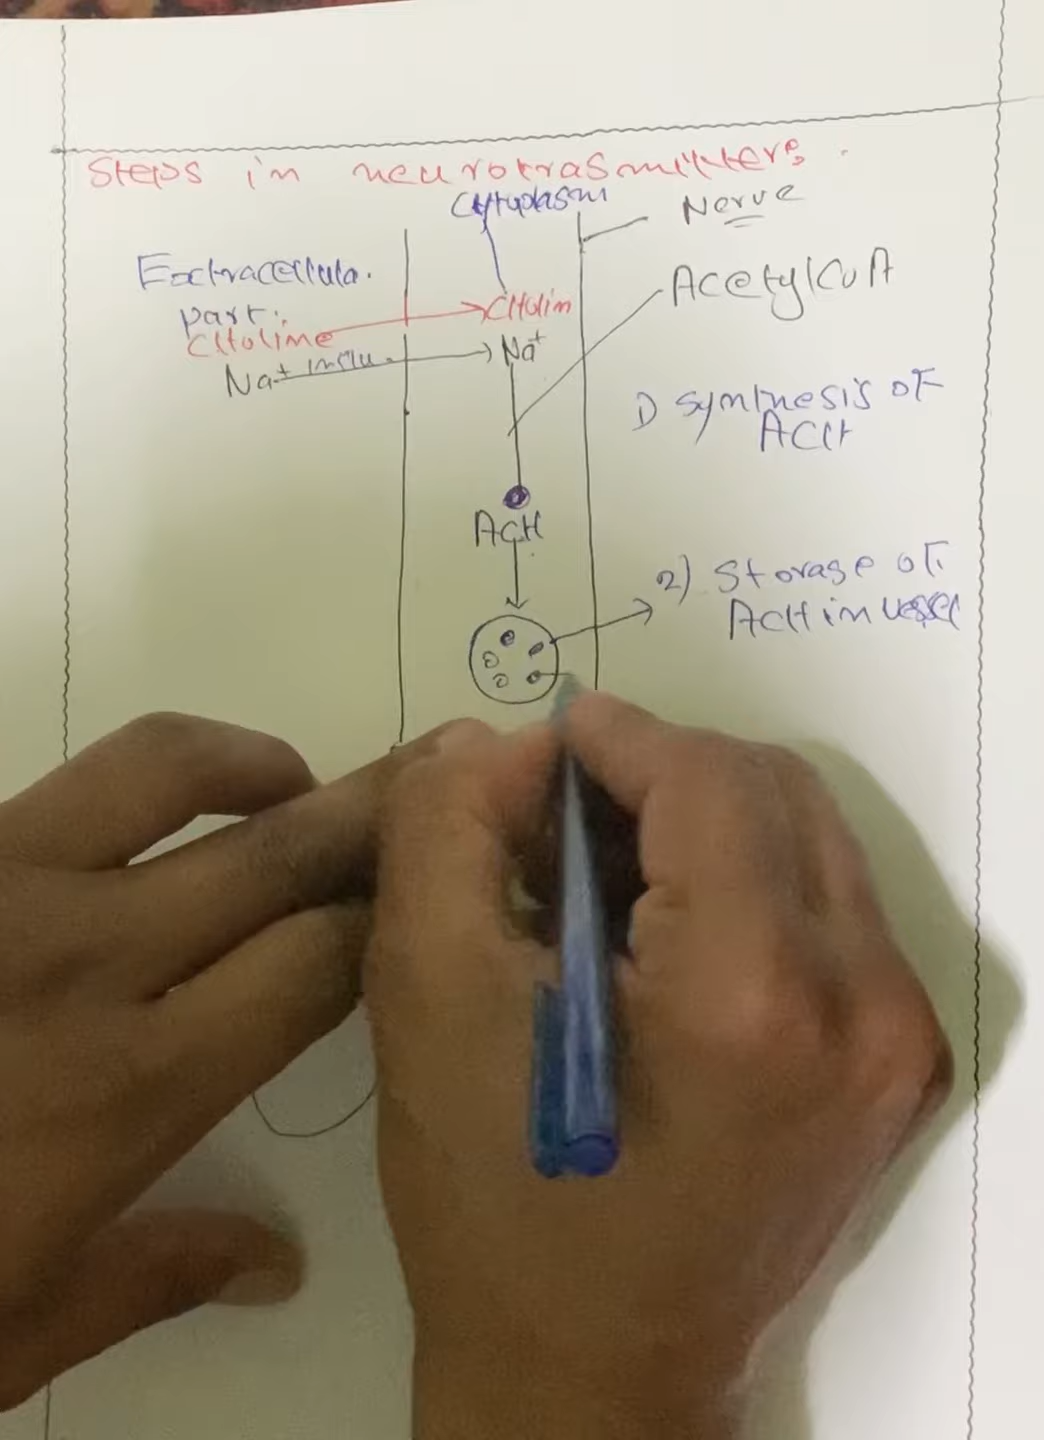 Steps in neurotrasmitters.
Cytoplasm
Nerve
Extracellula.
part.
Choline
CHolin
Na+ influ.
Na+
AcetylCoA
1) Synthesis of
ACH
ACH
2) Storage of
ACH in vessel